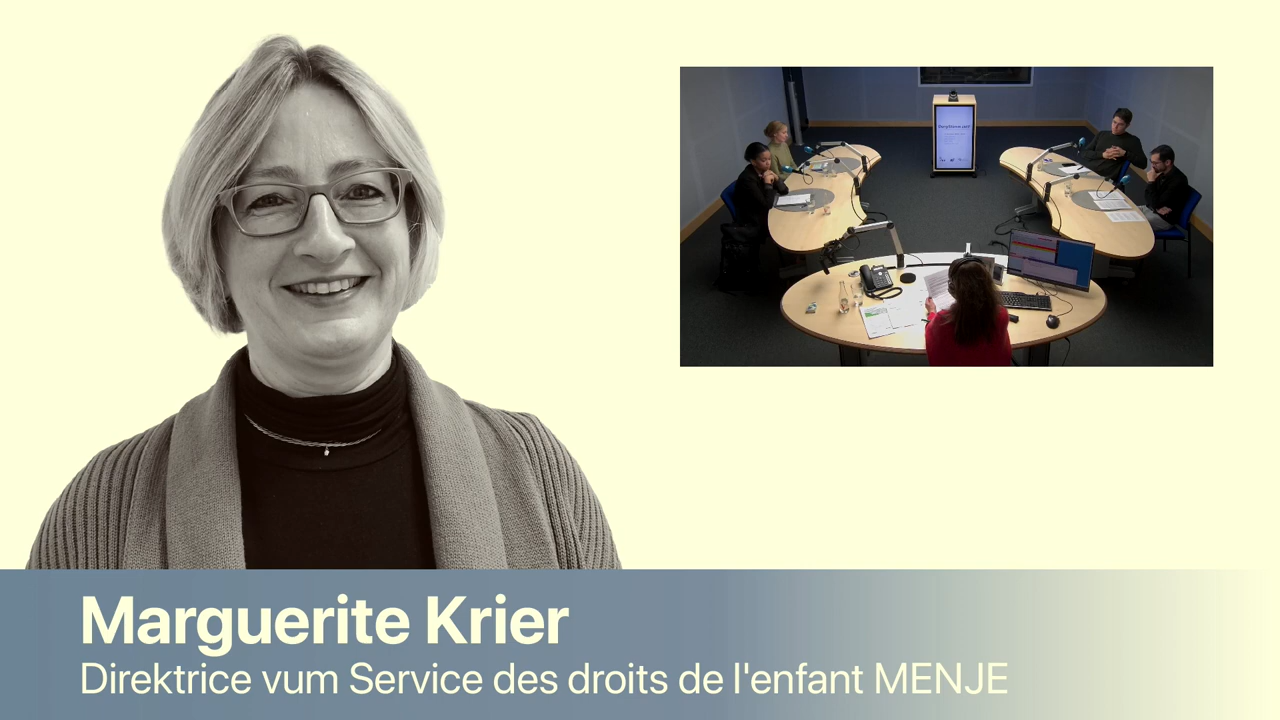 Marguerite Krier
Direktrice vum Service des droits de l'enfant MENJE